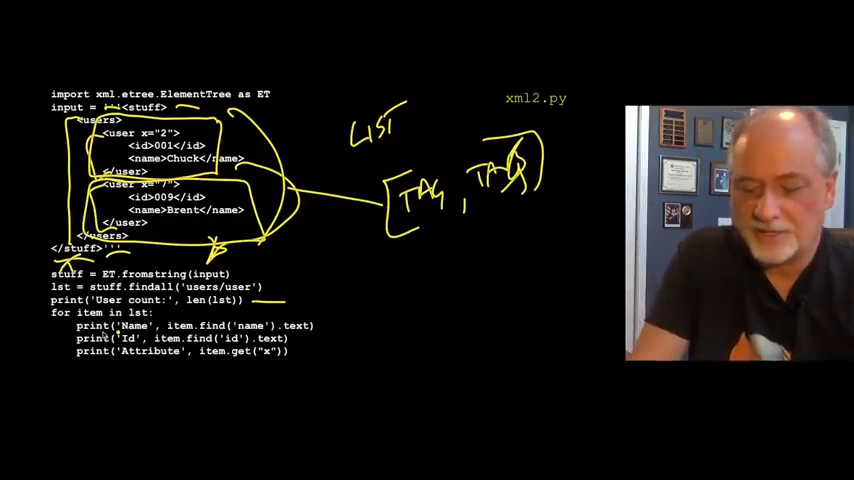 import xml.etree.ElementTree as ET
input = '''<stuff>
<users>
<user x="2">
<id>001</id>
<name>Chuck</name>
</user>
<user x="7">
<id>009</id>
<name>Brent</name>
</user>
</users>
</stuff>'''
stuff = ET.fromstring(input)
lst = stuff.findall('users/user')
print('User count:', len(lst))
for item in lst:
print('Name', item.find('name').text)
print('Id', item.find('id').text)
print('Attribute', item.get("x"))
xml2.py
LIST
[TAG, TAG]